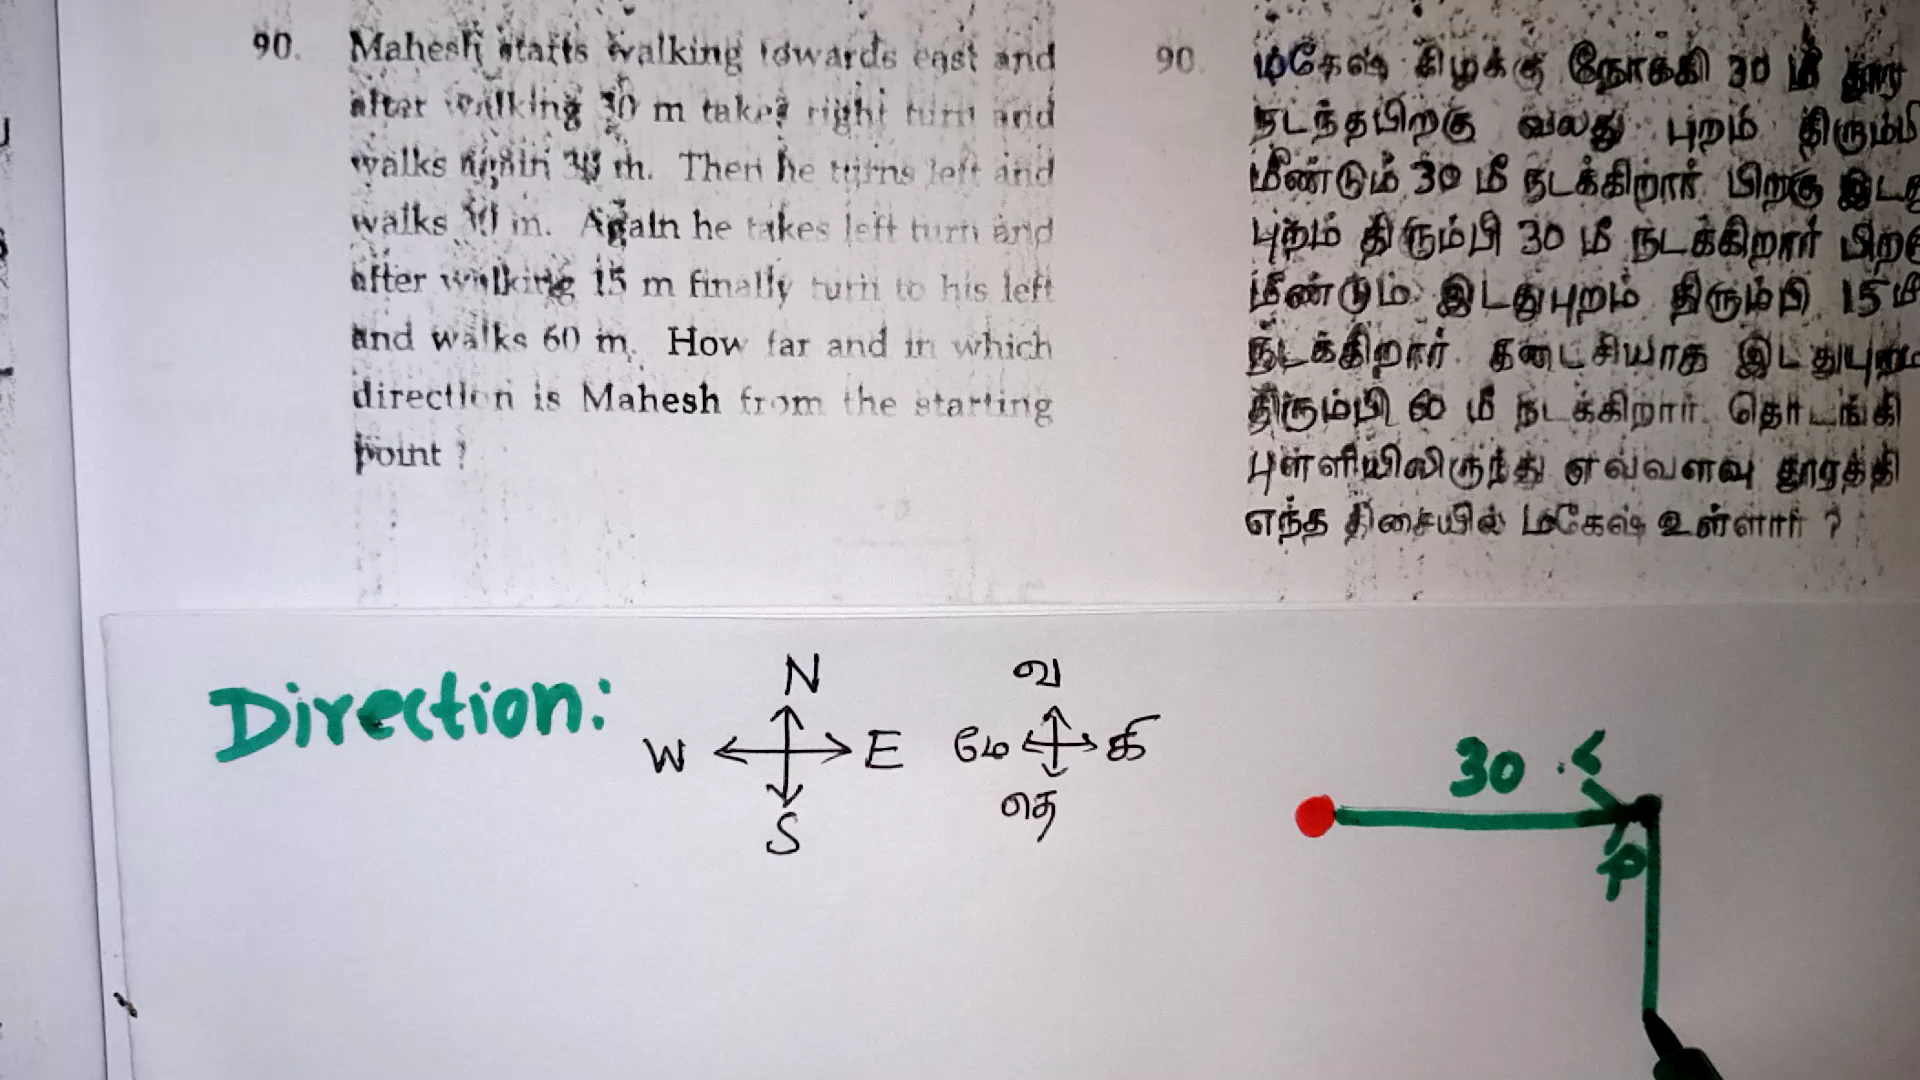 90. Mahesh starts walking towards east and
after walking 30 m takes right turn and
walks again 30 m. Then he turns left and
walks 30 m. Again he takes left turn and
after walking 15 m finally turn to his left
and walks 60 m. How far and in which
direction is Mahesh from the starting
point ?
90. மகேஷ் கிழக்கு நோக்கி 30 மீ
நடந்தபிறகு வலது புறம் திரும்பி
மீண்டும் 30 மீ நடக்கிறார் பிறகு
புறம் திரும்பி 30 மீ நடக்கிறார்
மீண்டும் இடதுபுறம் திரும்பி 15 மீ
நடக்கிறார். கடைசியாக
திரும்பி 60 மீ நடக்கிறார். தொடங்கி
புள்ளியிலிருந்து எவ்வளவு
எந்த திசையில் மகேஷ் உள்ளார் ?
Direction:
N
W E
S
வ
மே கி
தெ
30